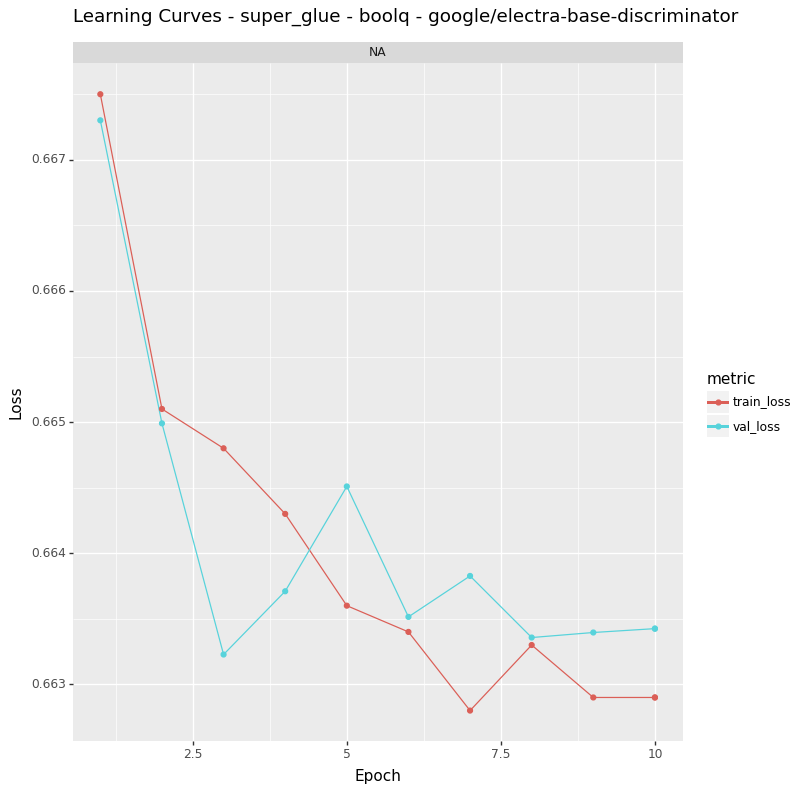 Learning Curves - super_glue - boolq - google/electra-base-discriminator
NA
0.667
0.666
0.665
0.664
0.663
Loss
2.5
5
7.5
10
Epoch
metric
train_loss
val_loss